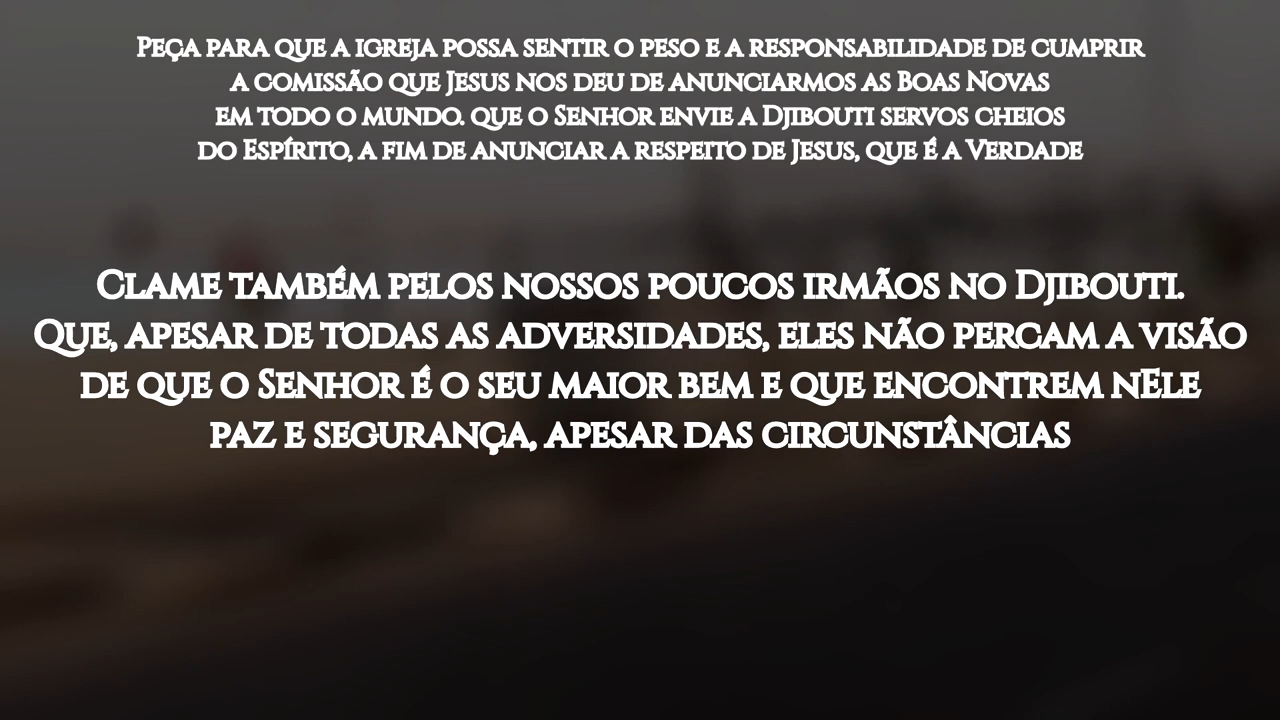 Peça para que a igreja possa sentir o peso e a responsabilidade de cumprir
a comissão que Jesus nos deu de anunciarmos as Boas Novas
em todo o mundo. que o Senhor envie a Djibouti servos cheios
do Espírito, a fim de anunciar a respeito de Jesus, que é a Verdade
Clame também pelos nossos poucos irmãos no Djibouti.
Que, apesar de todas as adversidades, eles não percam a visão
de que o Senhor é o seu maior bem e que encontrem nEle
paz e segurança, apesar das circunstâncias